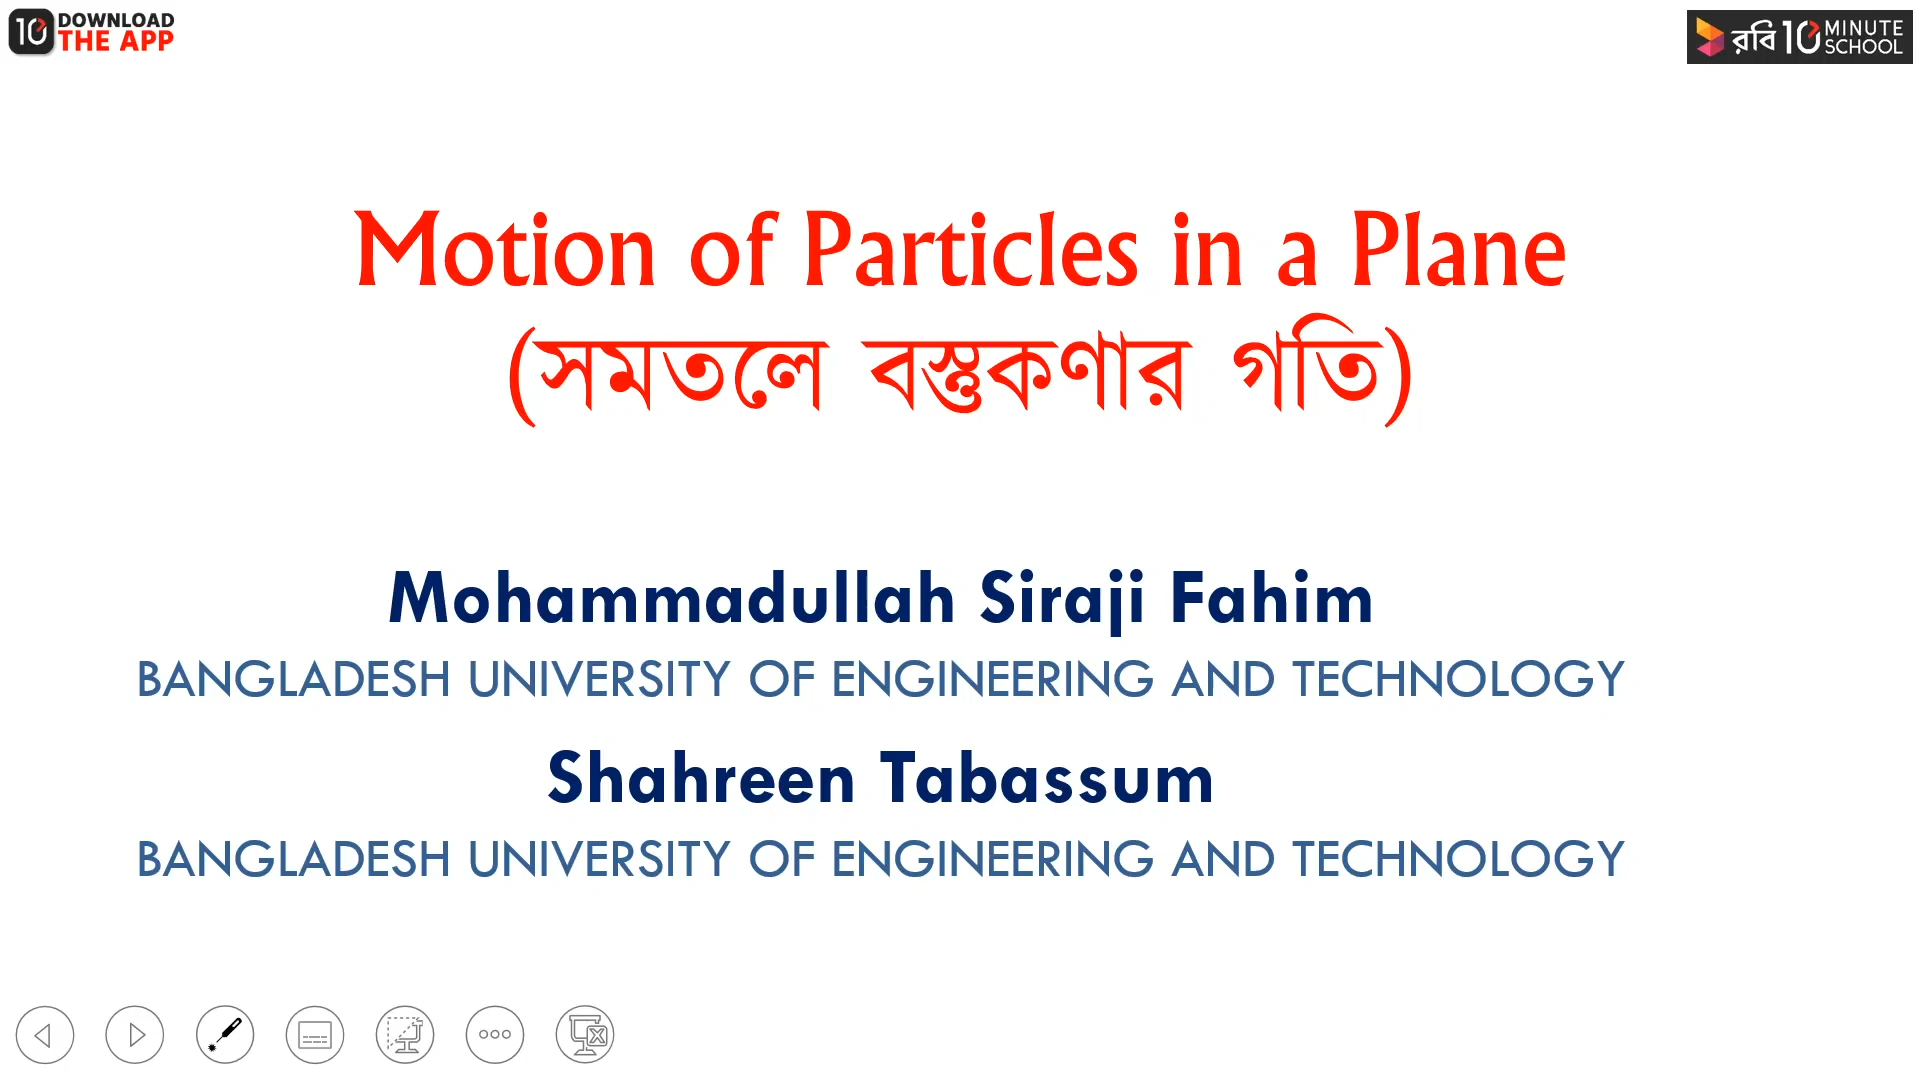 10 DOWNLOAD
THE APP
রবি 10 MINUTE
SCHOOL
Motion of Particles in a Plane
(সমতলে বস্তুকণার গতি)
Mohammadullah Siraji Fahim
BANGLADESH UNIVERSITY OF ENGINEERING AND TECHNOLOGY
Shahreen Tabassum
BANGLADESH UNIVERSITY OF ENGINEERING AND TECHNOLOGY